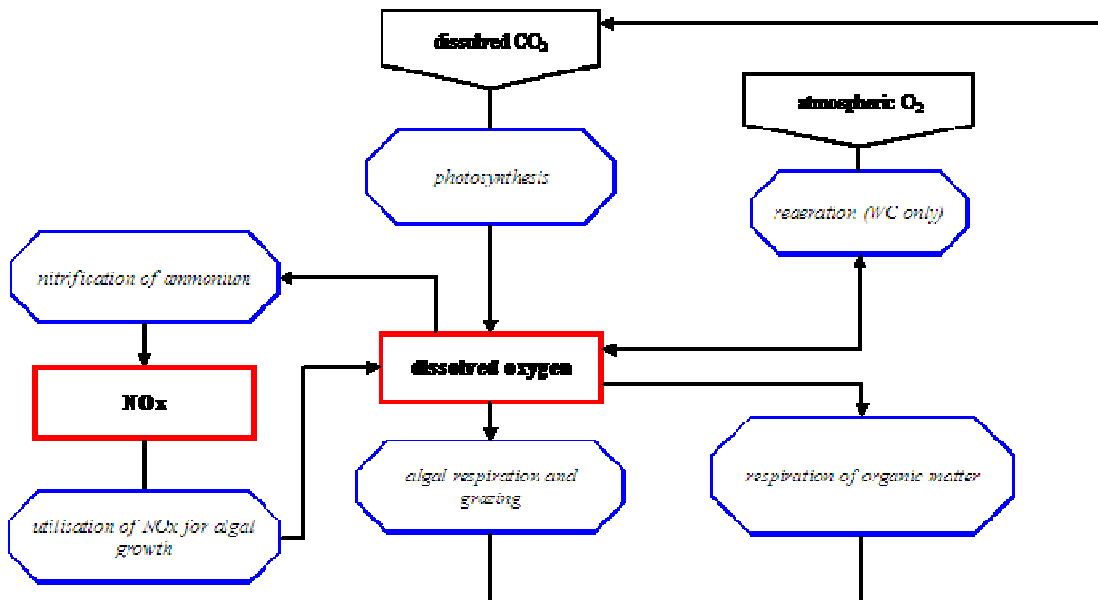 dissolved CO₂
atmospheric O₂
photosynthesis
reaeration (WC only)
nitrification of ammonium
dissolved oxygen
NOx
algal respiration and
grazing
respiration of organic matter
utilisation of NOx for algal
growth